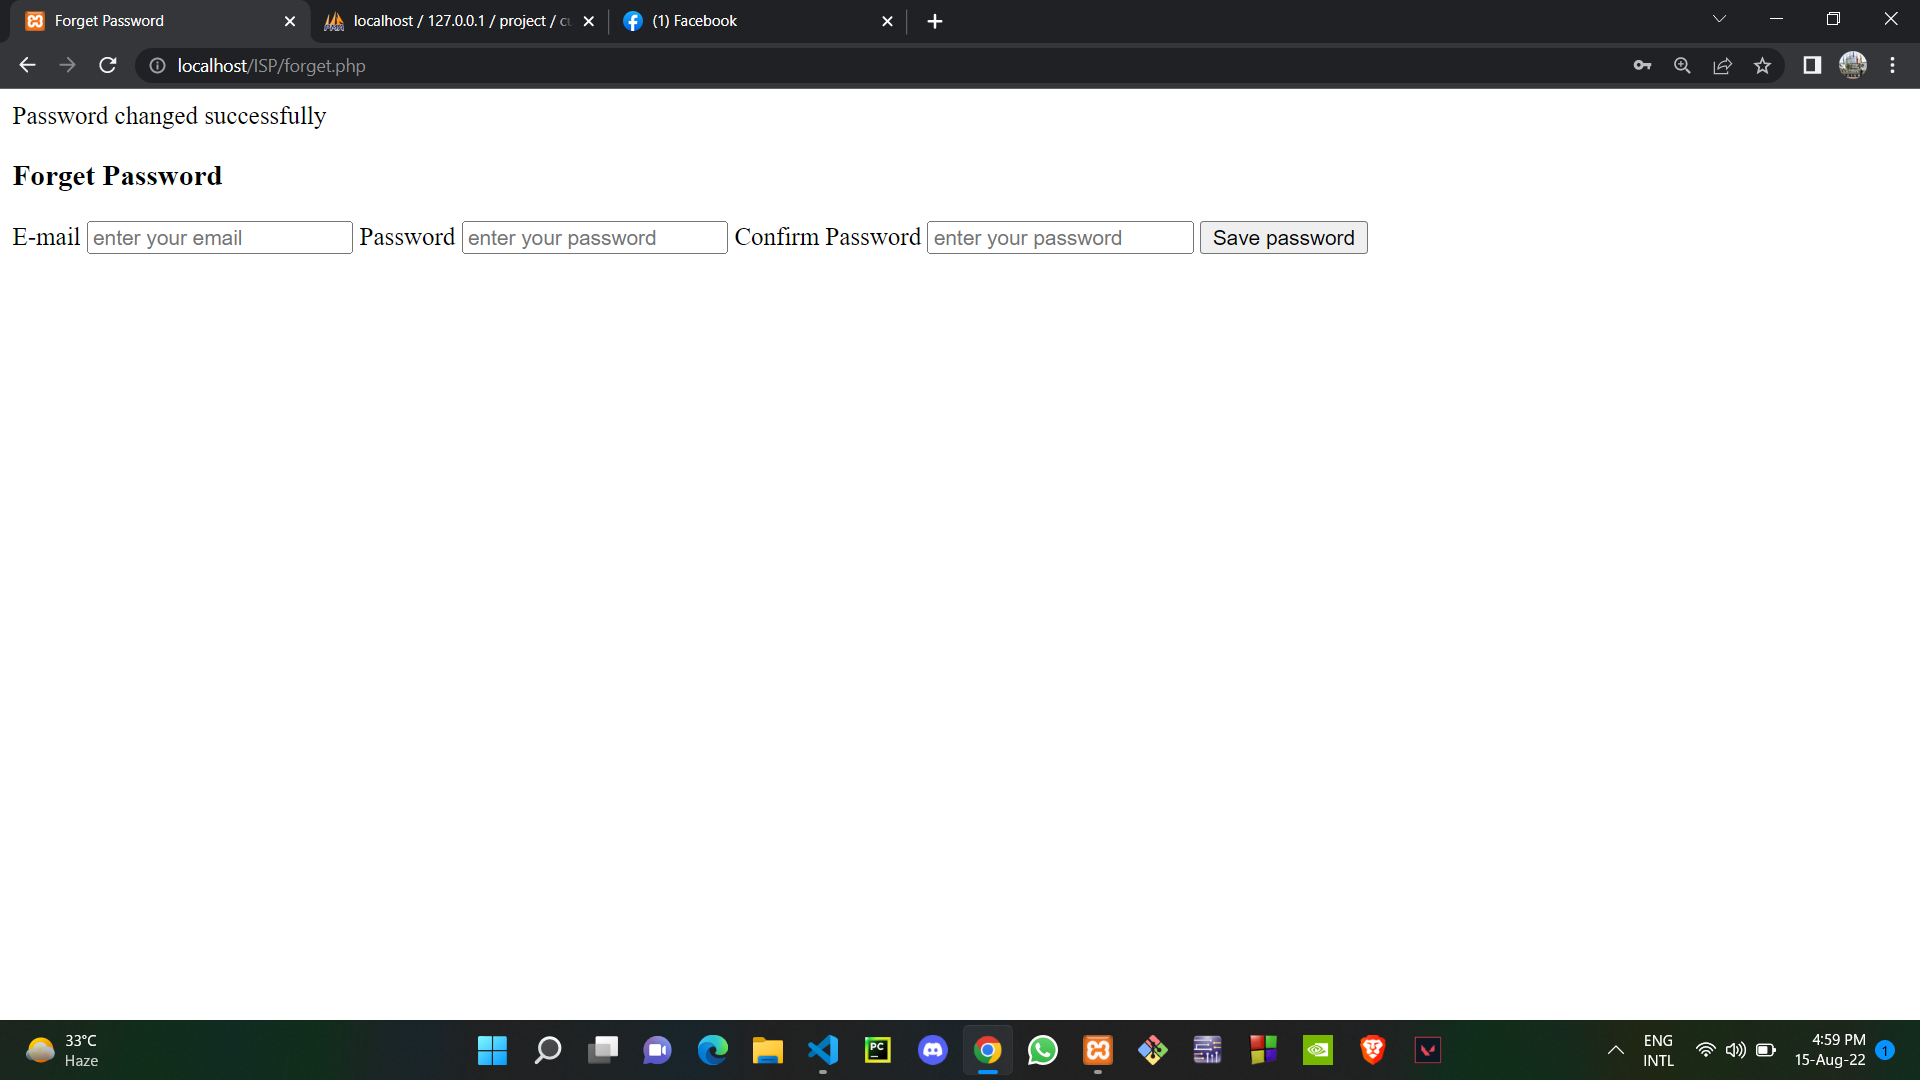 Forget Password
localhost / 127.0.0.1 / project / cu
(1) Facebook
localhost/ISP/forget.php
Password changed successfully
Forget Password
E-mail enter your email Password enter your password Confirm Password enter your password Save password
33°C
Haze
PC
ENG
INTL
4:59 PM
15-Aug-22
1